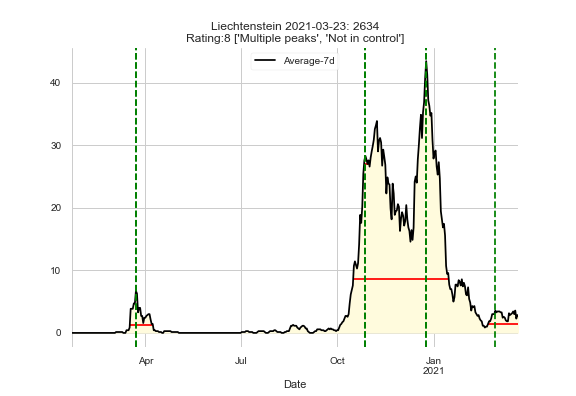 Liechtenstein 2021-03-23: 2634
Rating:8 ['Multiple peaks', 'Not in control']
Average-7d
40
30
20
10
0
Apr
Jul
Oct
Jan
2021
Date